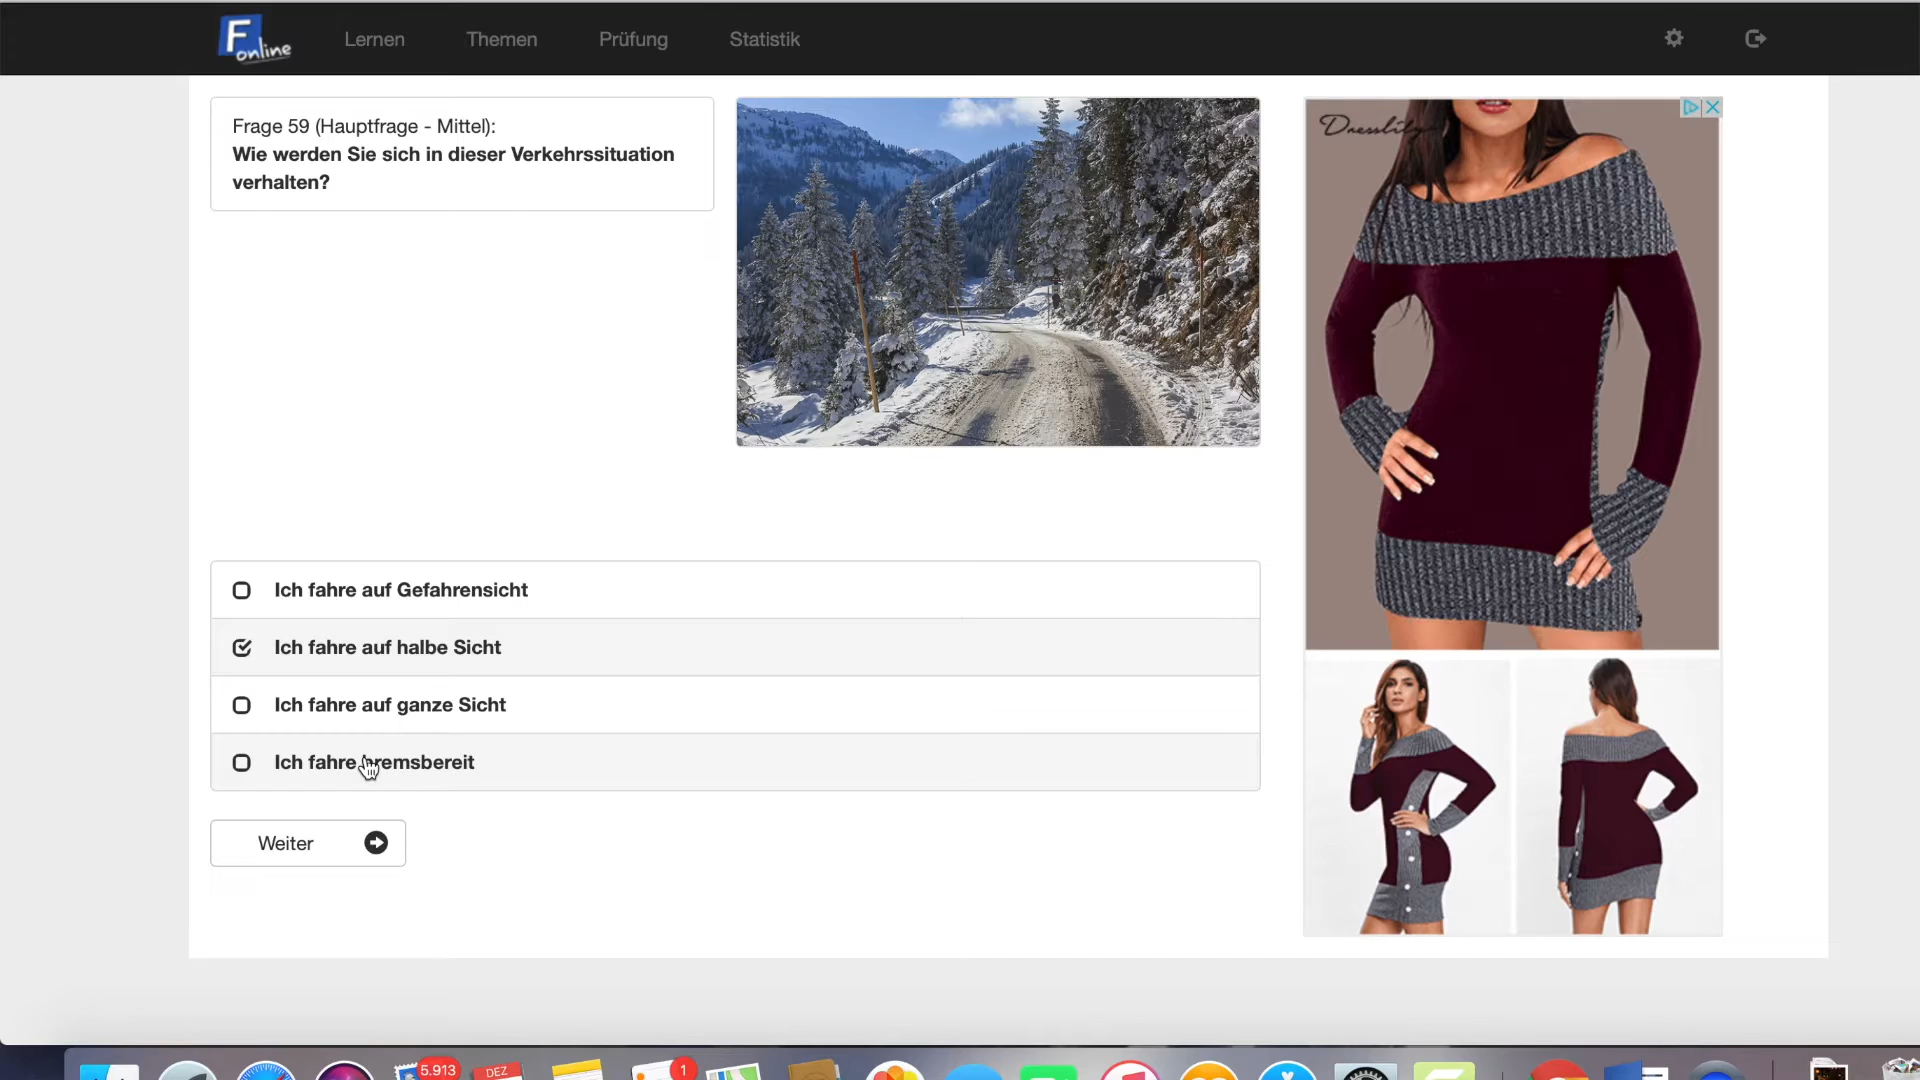 F online
Lernen
Themen
Prüfung
Statistik
Frage 59 (Hauptfrage - Mittel):
Wie werden Sie sich in dieser Verkehrssituation
verhalten?
Dresslily
Ich fahre auf Gefahrensicht
Ich fahre auf halbe Sicht
Ich fahre auf ganze Sicht
Ich fahre bremsbereit
Weiter
5.913
DEZ
1